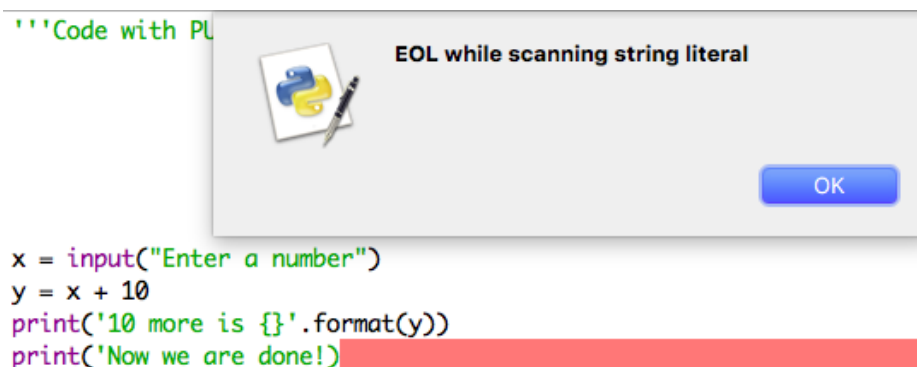 '''Code with PU
EOL while scanning string literal
OK
x = input("Enter a number")
y = x + 10
print('10 more is {}'.format(y))
print('Now we are done!)